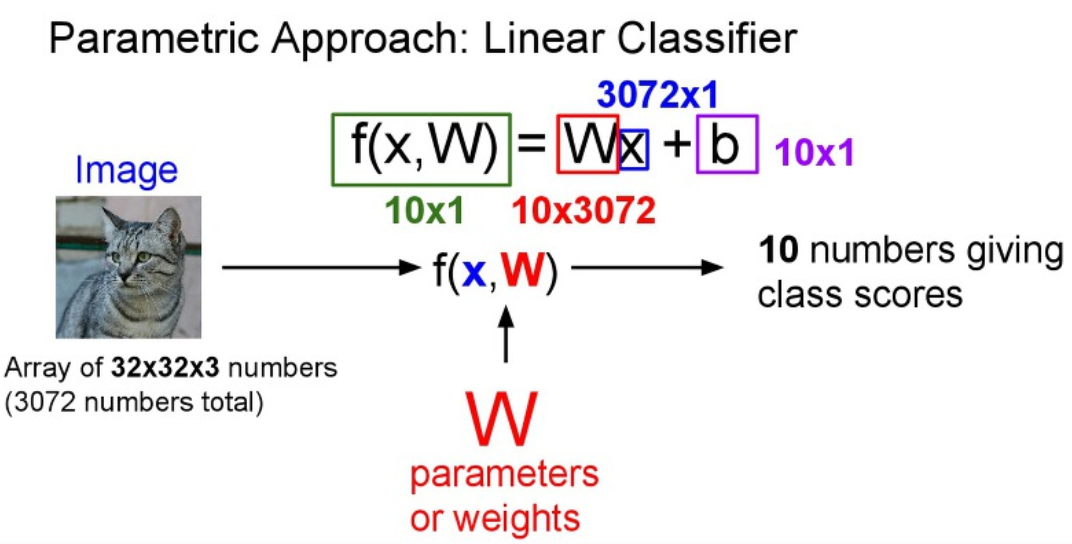 Parametric Approach: Linear Classifier
3072x1
f(x,W) = Wx + b 10x1
10x1 10x3072
Image
f(x,W)
10 numbers giving
class scores
Array of 32x32x3 numbers
(3072 numbers total)
W
parameters
or weights